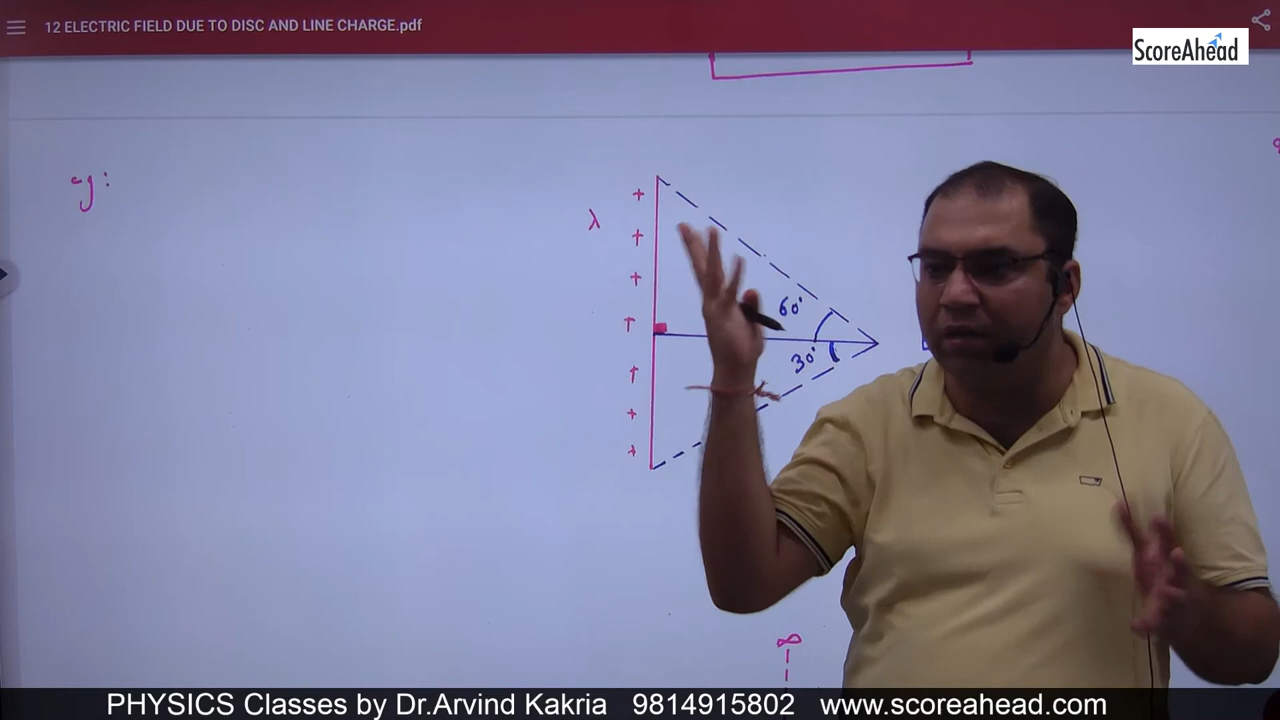 12 ELECTRIC FIELD DUE TO DISC AND LINE CHARGE.pdf
ScoreAhead
eg:
λ
+
+
+
+
+
+
+
60°
30°
∞
PHYSICS Classes by Dr.Arvind Kakria 9814915802 www.scoreahead.com